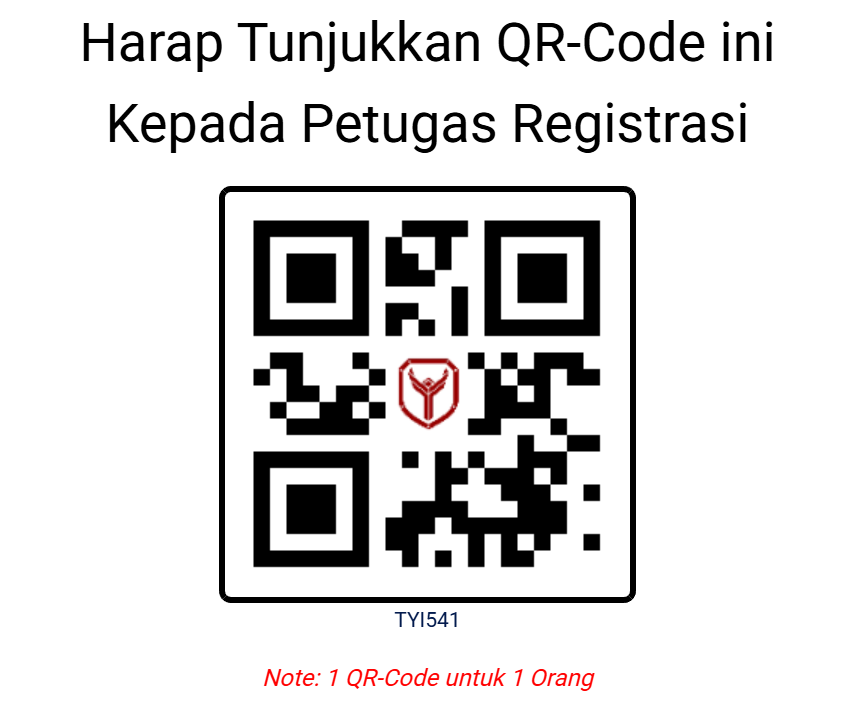 Harap Tunjukkan QR-Code ini
Kepada Petugas Registrasi
TYI541
Note: 1 QR-Code untuk 1 Orang